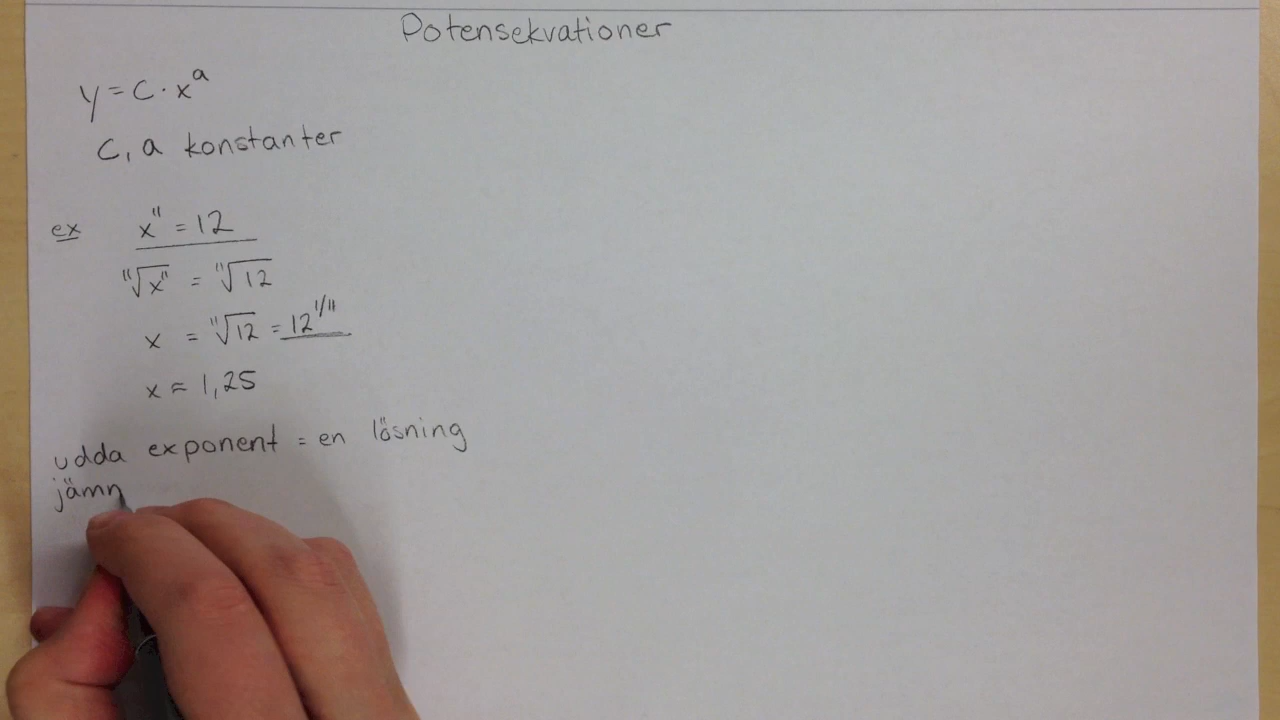 Potensekvationer
y = C · x^a
C, a konstanter
ex x^11 = 12
¹¹√x^11 = ¹¹√12
x = ¹¹√12 = 12^1/11
x ≈ 1,25
udda exponent = en lösning
jämn